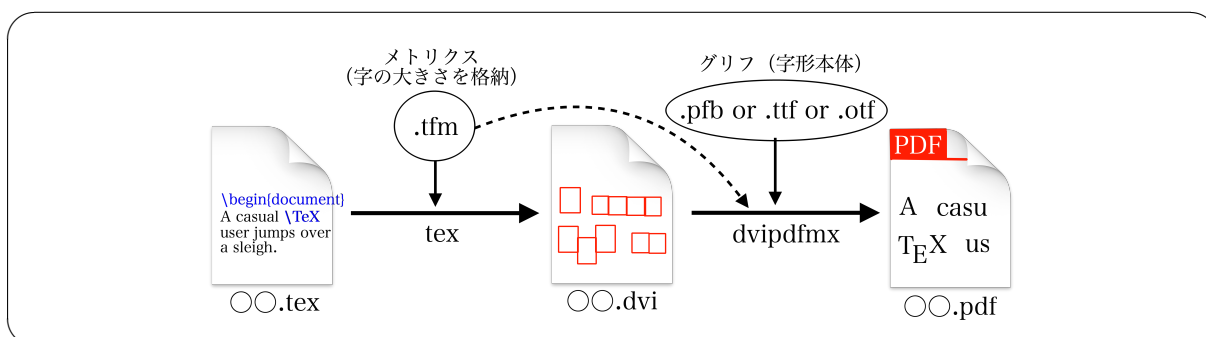 メトリクス
(字の大きさを格納)
.tfm
グリフ(字形本体)
.pfb or .ttf or .otf
\begin{document}
A casual \TeX
user jumps over
a sleigh.
tex
dvipdfmx
PDF
A casu
TEX us
○○.tex
○○.dvi
○○.pdf